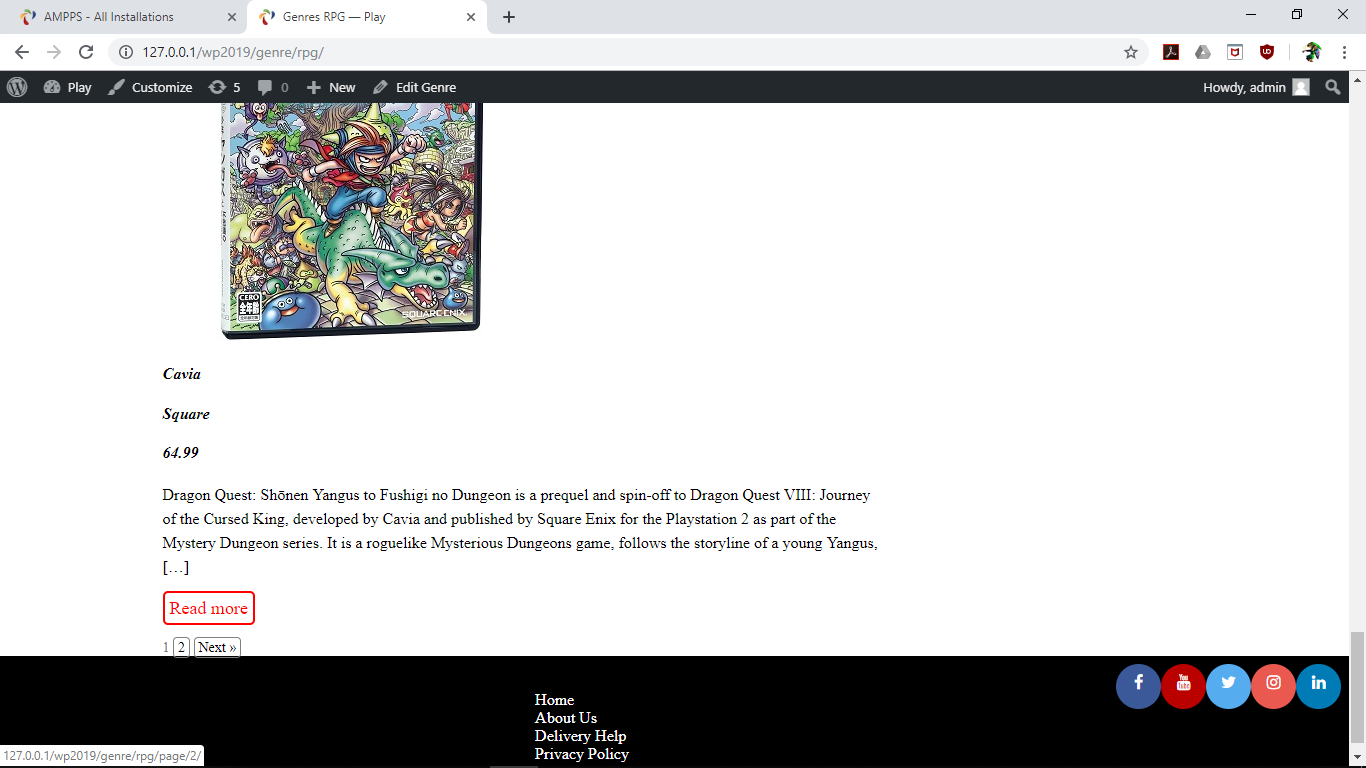 AMPPS - All Installations
Genres RPG — Play
127.0.0.1/wp2019/genre/rpg/
Play
Customize
5
0
New
Edit Genre
Howdy, admin
CERO
全年齢
SQUARE ENIX
Cavia
Square
64.99
Dragon Quest: Shōnen Yangus to Fushigi no Dungeon is a prequel and spin-off to Dragon Quest VIII: Journey
of the Cursed King, developed by Cavia and published by Square Enix for the Playstation 2 as part of the
Mystery Dungeon series. It is a roguelike Mysterious Dungeons game, follows the storyline of a young Yangus,
[…]
Read more
1 2 Next »
You
Tube
Home
About Us
Delivery Help
Privacy Policy
127.0.0.1/wp2019/genre/rpg/page/2/